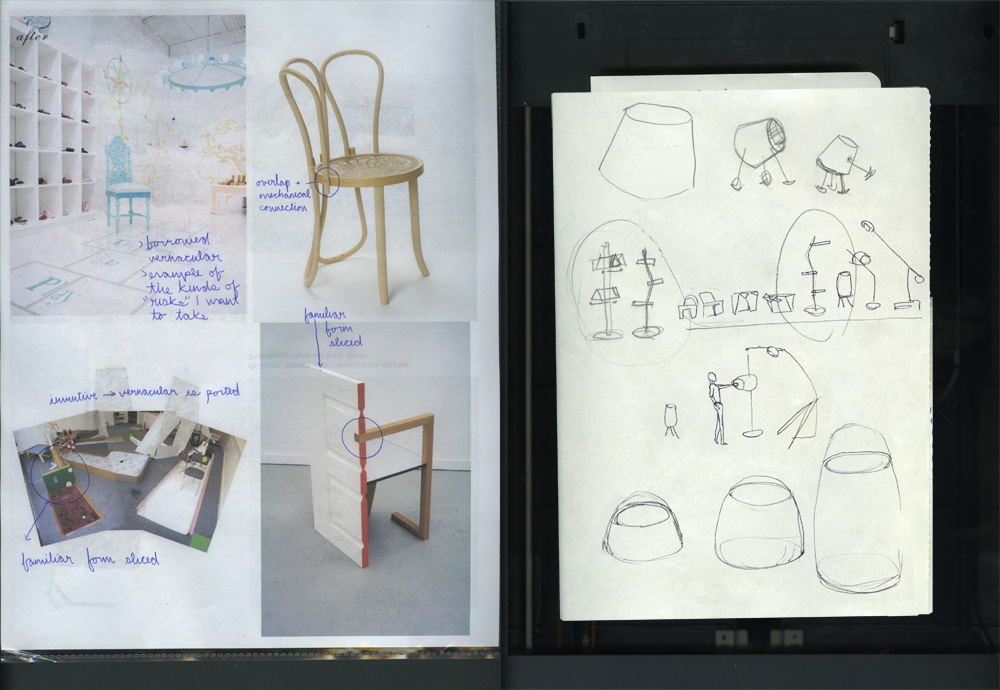 after
Play
> borrowed
vernacular
> example of
the kinds of
"risks" I want
to take
overlap +
mechanical
connection
familiar
form
sliced
inventive → vernacular is ported
familiar form sliced